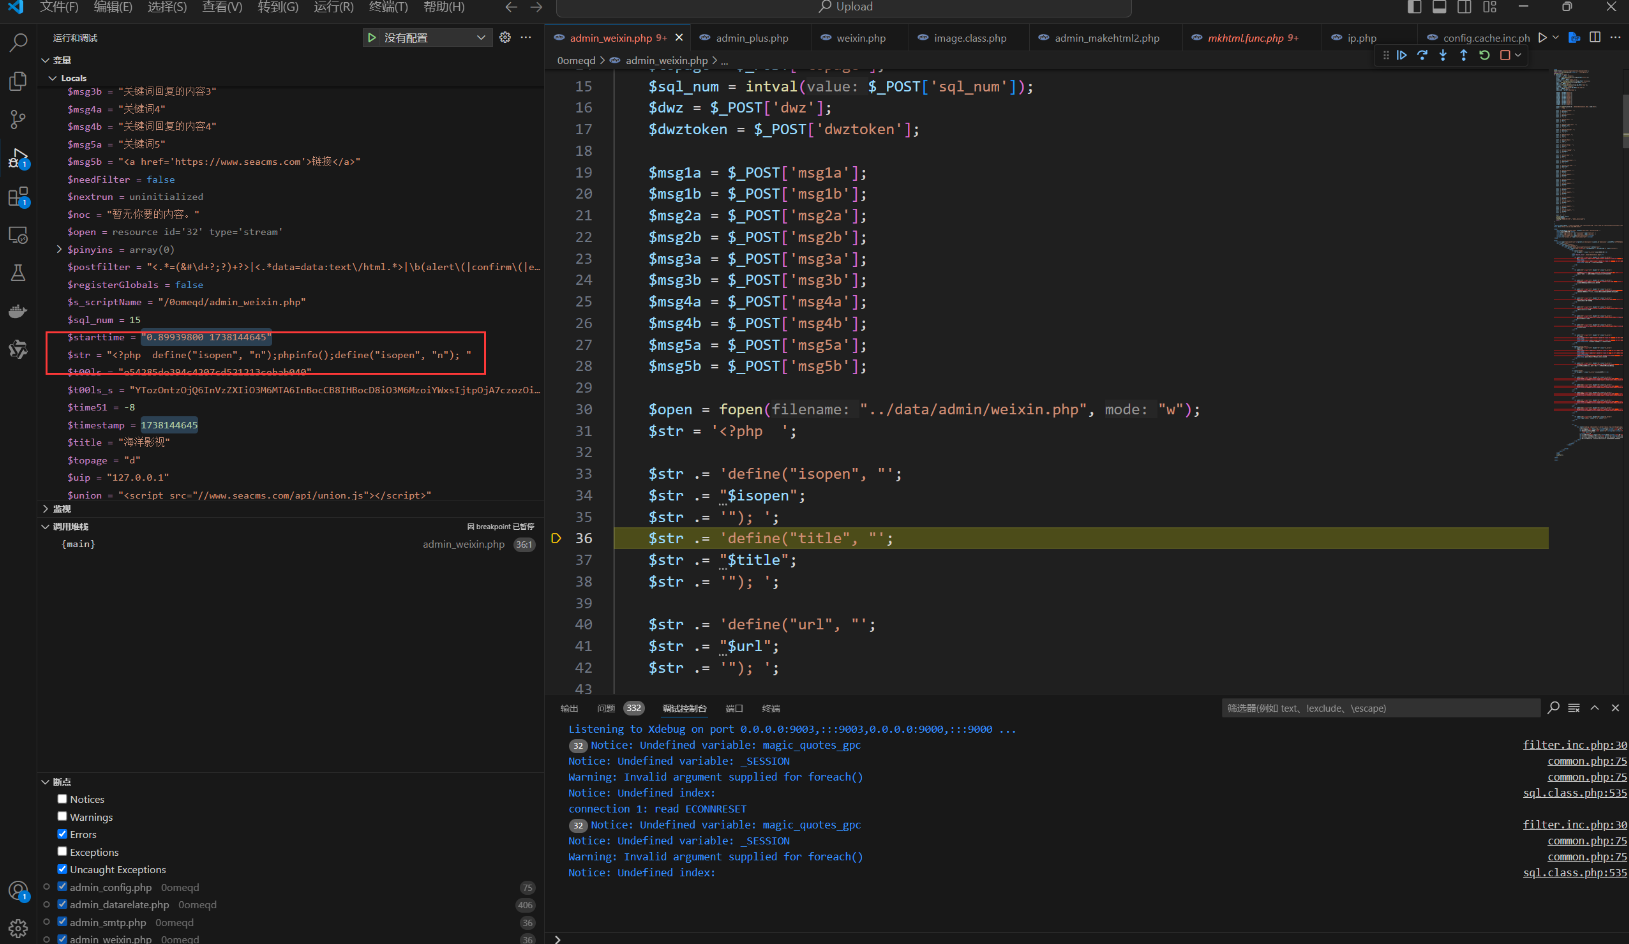 文件(F) 编辑(E) 选择(S) 查看(V) 转到(G) 运行(R) 终端(T) 帮助(H)
Upload
运行和调试
没有配置
变量
Locals
$msg3b = "关键词回复的内容3"
$msg4a = "关键词4"
$msg4b = "关键词回复的内容4"
$msg5a = "关键词5"
$msg5b = "<a href='https://www.seacms.com'>链接</a>"
$needFilter = false
$nextrun = uninitialized
$noc = "暂无你要的内容。"
$open = resource id='32' type='stream'
$pinyins = array(0)
$postfilter = "<.*=(&#\d+?;?)+?>|<.*data=data:text\/html.*>|\b(alert\(|confirm\(|e…
$registerGlobals = false
$s_scriptName = "/0omeqd/admin_weixin.php"
$sql_num = 15
$starttime = "0.89939800 1738144645"
$str = "<?php  define("isopen", "n");phpinfo();define("isopen", "n"); "
$t00ls_s = "YTozOntzOjQ6InVzZXIiO3M6MTA6InBocCB8IHBocD8iO3M6MzoiYWxsIjtpOjA7czozOi…
$time51 = -8
$timestamp = 1738144645
$title = "海洋影视"
$topage = "d"
$uip = "127.0.0.1"
$union = "<script src="//www.seacms.com/api/union.js"></script>"
监视
调用堆栈
因 breakpoint 已暂停
{main}
admin_weixin.php 36:1
断点
Notices
Warnings
Errors
Exceptions
Uncaught Exceptions
admin_config.php 0omeqd 75
admin_datarelate.php 0omeqd 406
admin_smtp.php 0omeqd 36
admin_weixin.php 0omeqd 36
admin_weixin.php 9+
admin_plus.php
weixin.php
image.class.php
admin_makehtml2.php
mkhtml.func.php 9+
ip.php
config.cache.inc.ph
0omeqd > admin_weixin.php > ...
15 $sql_num = intval(value: $_POST['sql_num']);
16 $dwz = $_POST['dwz'];
17 $dwztoken = $_POST['dwztoken'];
18
19 $msg1a = $_POST['msg1a'];
20 $msg1b = $_POST['msg1b'];
21 $msg2a = $_POST['msg2a'];
22 $msg2b = $_POST['msg2b'];
23 $msg3a = $_POST['msg3a'];
24 $msg3b = $_POST['msg3b'];
25 $msg4a = $_POST['msg4a'];
26 $msg4b = $_POST['msg4b'];
27 $msg5a = $_POST['msg5a'];
28 $msg5b = $_POST['msg5b'];
29
30 $open = fopen(filename: "../data/admin/weixin.php", mode: "w");
31 $str = '<?php  ';
32
33 $str .= 'define("isopen", "';
34 $str .= "$isopen";
35 $str .= '"); ';
36 $str .= 'define("title", "';
37 $str .= "$title";
38 $str .= '"); ';
39
40 $str .= 'define("url", "';
41 $str .= "$url";
42 $str .= '"); ';
43
输出 问题 332 调试控制台 端口 终端
筛选器(例如 text、!exclude、\escape)
Listening to Xdebug on port 0.0.0.0:9003,:::9003,0.0.0.0:9000,:::9000 ...
32 Notice: Undefined variable: magic_quotes_gpc filter.inc.php:30
Notice: Undefined variable: _SESSION common.php:75
Warning: Invalid argument supplied for foreach() common.php:75
Notice: Undefined index: sql.class.php:535
connection 1: read ECONNRESET
32 Notice: Undefined variable: magic_quotes_gpc filter.inc.php:30
Notice: Undefined variable: _SESSION common.php:75
Warning: Invalid argument supplied for foreach() common.php:75
Notice: Undefined index: sql.class.php:535